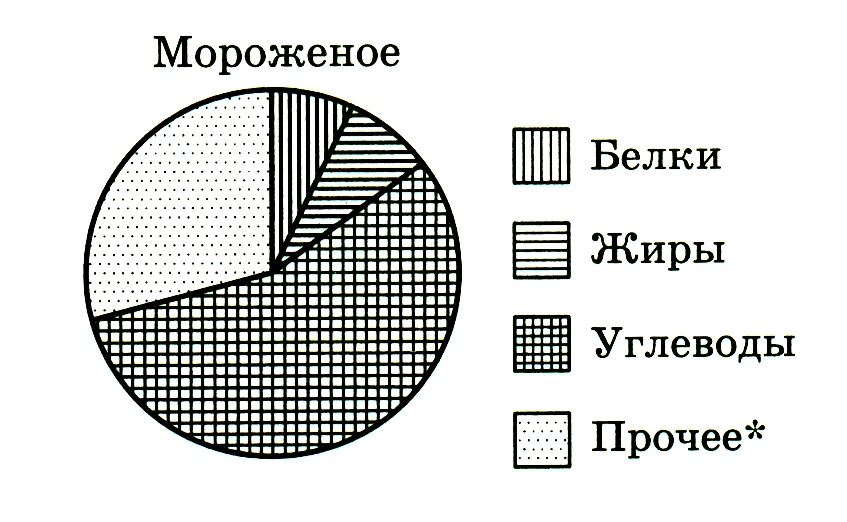 Мороженое
Белки
Жиры
Углеводы
Прочее*